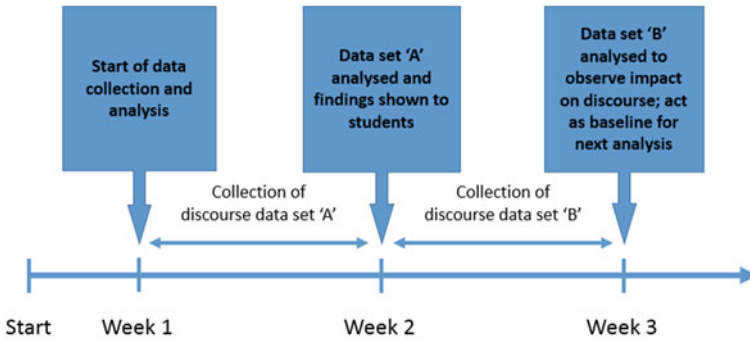 Start of data
collection and
analysis
Data set ‘A’
analysed and
findings shown to
students
Data set ‘B’
analysed to
observe impact
on discourse; act
as baseline for
next analysis
Collection of
discourse data set ‘A’
Collection of
discourse data set ‘B’
Start
Week 1
Week 2
Week 3